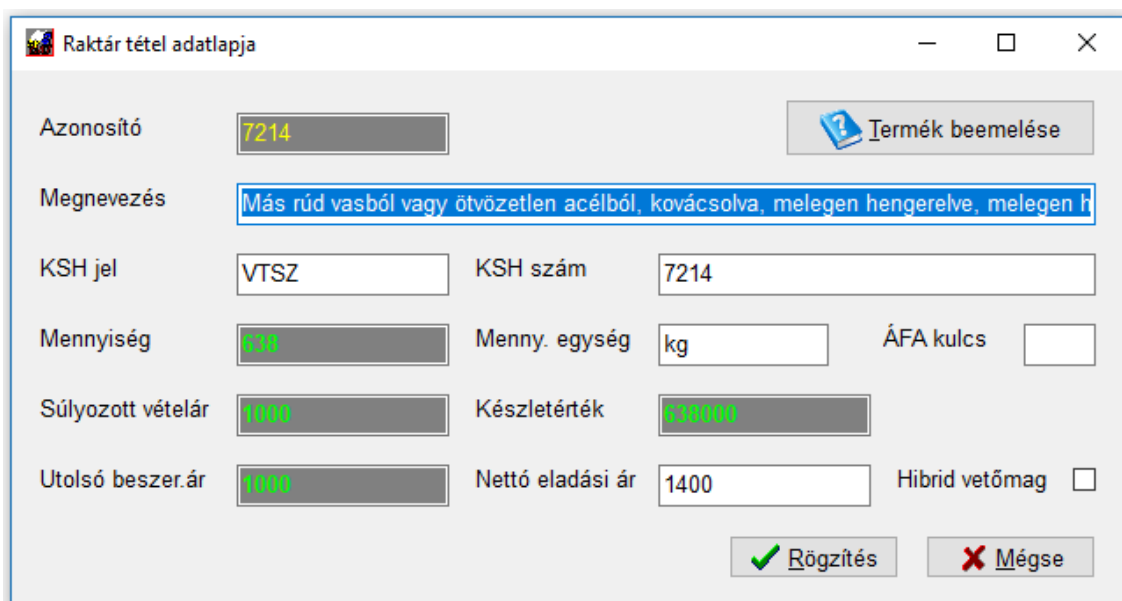 Raktár tétel adatlapja
Azonosító 7214 Termék beemelése
Megnevezés Más rúd vasból vagy ötvözetlen acélból, kovácsolva, melegen hengerelve, melegen h
KSH jel VTSZ KSH szám 7214
Mennyiség 638 Menny. egység kg ÁFA kulcs
Súlyozott vételár 1000 Készletérték 638000
Utolsó beszer.ár 1000 Nettó eladási ár 1400 Hibrid vetőmag
Rögzítés Mégse